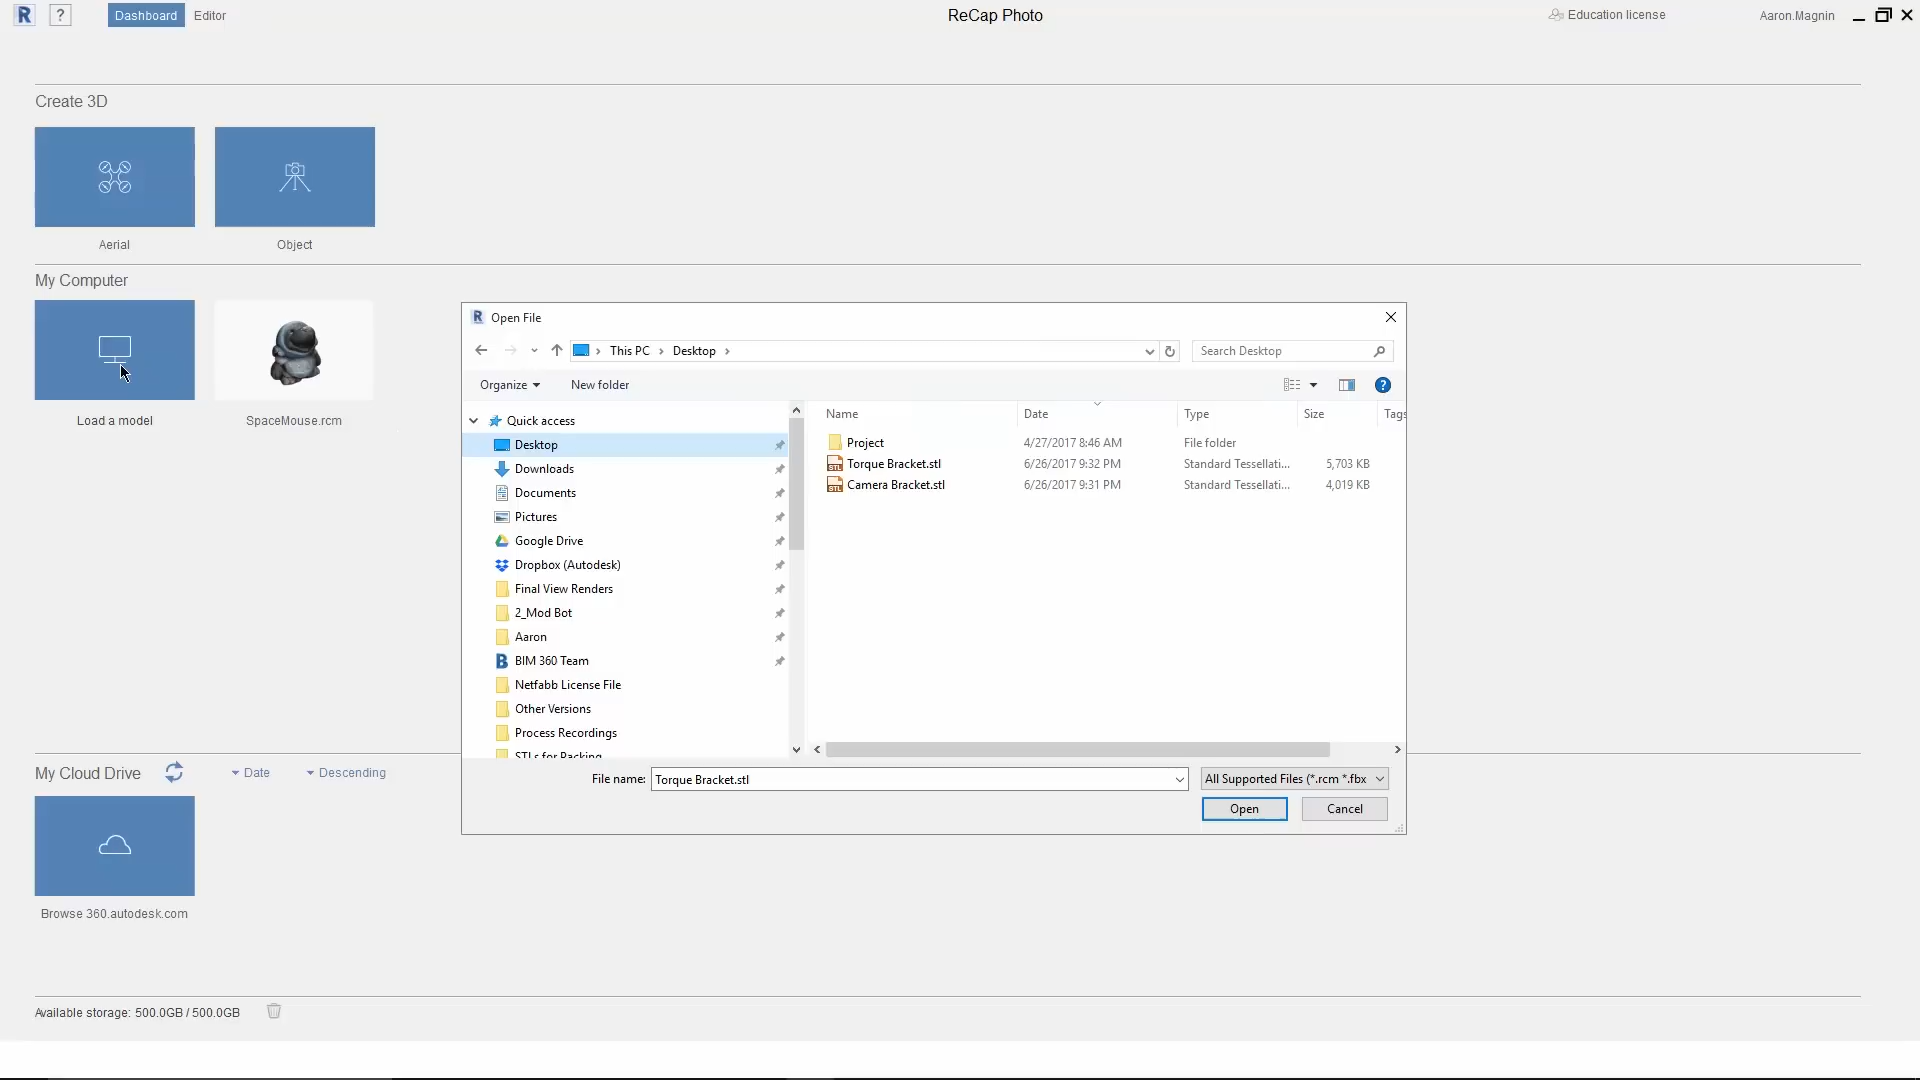 R ? Dashboard Editor ReCap Photo Education license Aaron.Magnin
Create 3D
Aerial Object
My Computer
Load a model SpaceMouse.rcm
R Open File
This PC Desktop Search Desktop
Organize New folder ?
Quick access
Desktop
Downloads
Documents
Pictures
Google Drive
Dropbox (Autodesk)
Final View Renders
2_Mod Bot
Aaron
B BIM 360 Team
Netfabb License File
Other Versions
Process Recordings
STLs for Packing
Name Date Type Size Tags
Project 4/27/2017 8:46 AM File folder
STL Torque Bracket.stl 6/26/2017 9:32 PM Standard Tessellati... 5,703 KB
STL Camera Bracket.stl 6/26/2017 9:31 PM Standard Tessellati... 4,019 KB
File name: Torque Bracket.stl All Supported Files (*.rcm *.fbx
Open Cancel
My Cloud Drive Date Descending
Browse 360.autodesk.com
Available storage: 500.0GB / 500.0GB